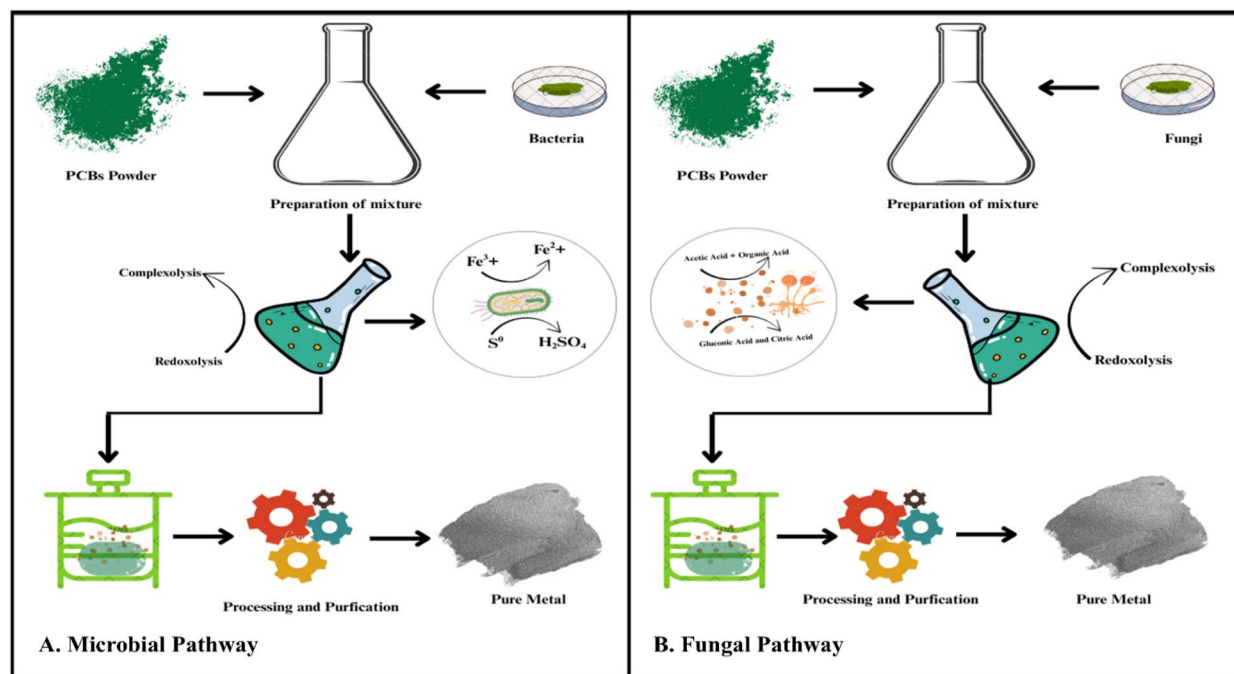 PCBs Powder
Bacteria
Preparation of mixture
Complexolysis
Redoxolysis
Fe³+
Fe²+
S⁰
H₂SO₄
Processing and Purfication
Pure Metal
A. Microbial Pathway
PCBs Powder
Fungi
Preparation of mixture
Acetic Acid + Organic Acid
Gluconic Acid and Citric Acid
Complexolysis
Redoxolysis
Processing and Purfication
Pure Metal
B. Fungal Pathway